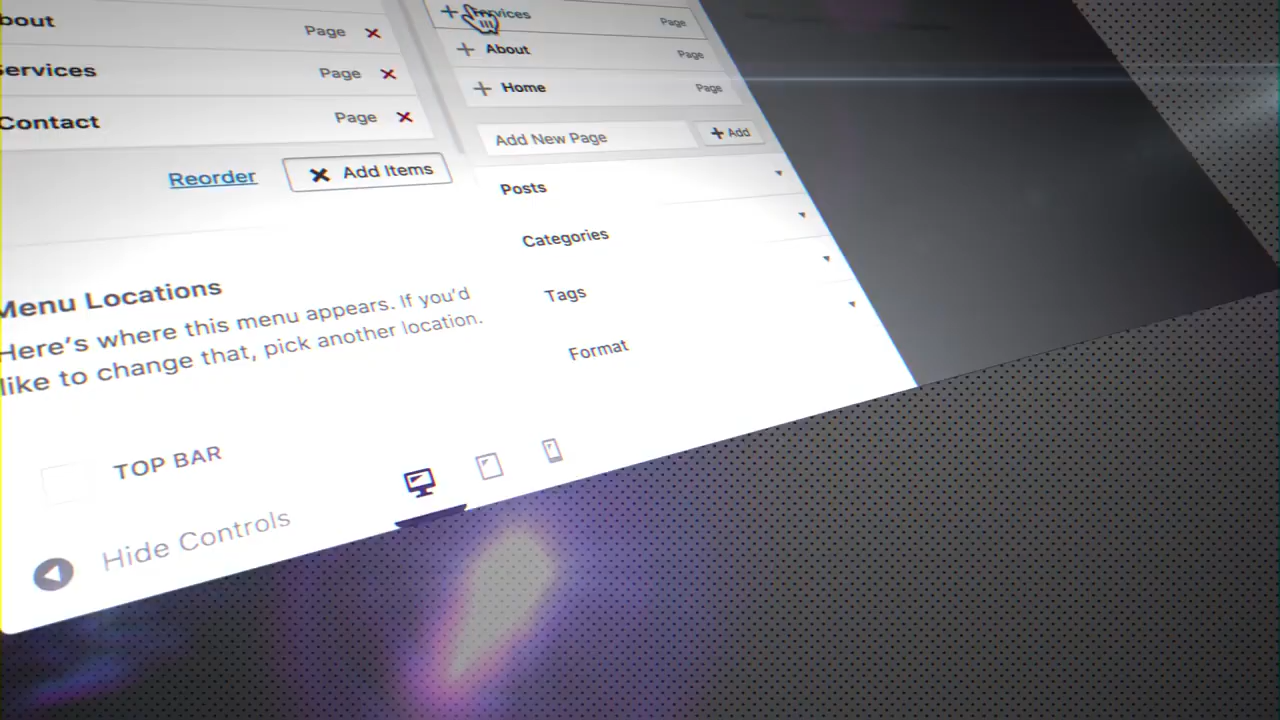 bout Page
ervices Page
Contact Page
Reorder Add Items
Menu Locations
Here's where this menu appears. If you'd
like to change that, pick another location.
TOP BAR
Hide Controls
Services Page
About Page
Home Page
Add New Page Add
Posts
Categories
Tags
Format